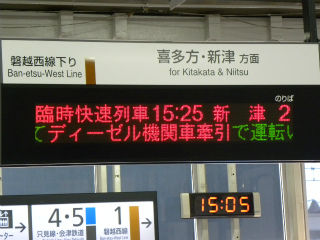 磐越西線下り
Ban-etsu-West Line
喜多方・新津 方面
for Kitakata & Niitsu
のりば
臨時快速列車 15:25 新津 2
てディーゼル機関車牽引で運転い
15:05
4・5
只見線・会津鉄道
1
磐越西線